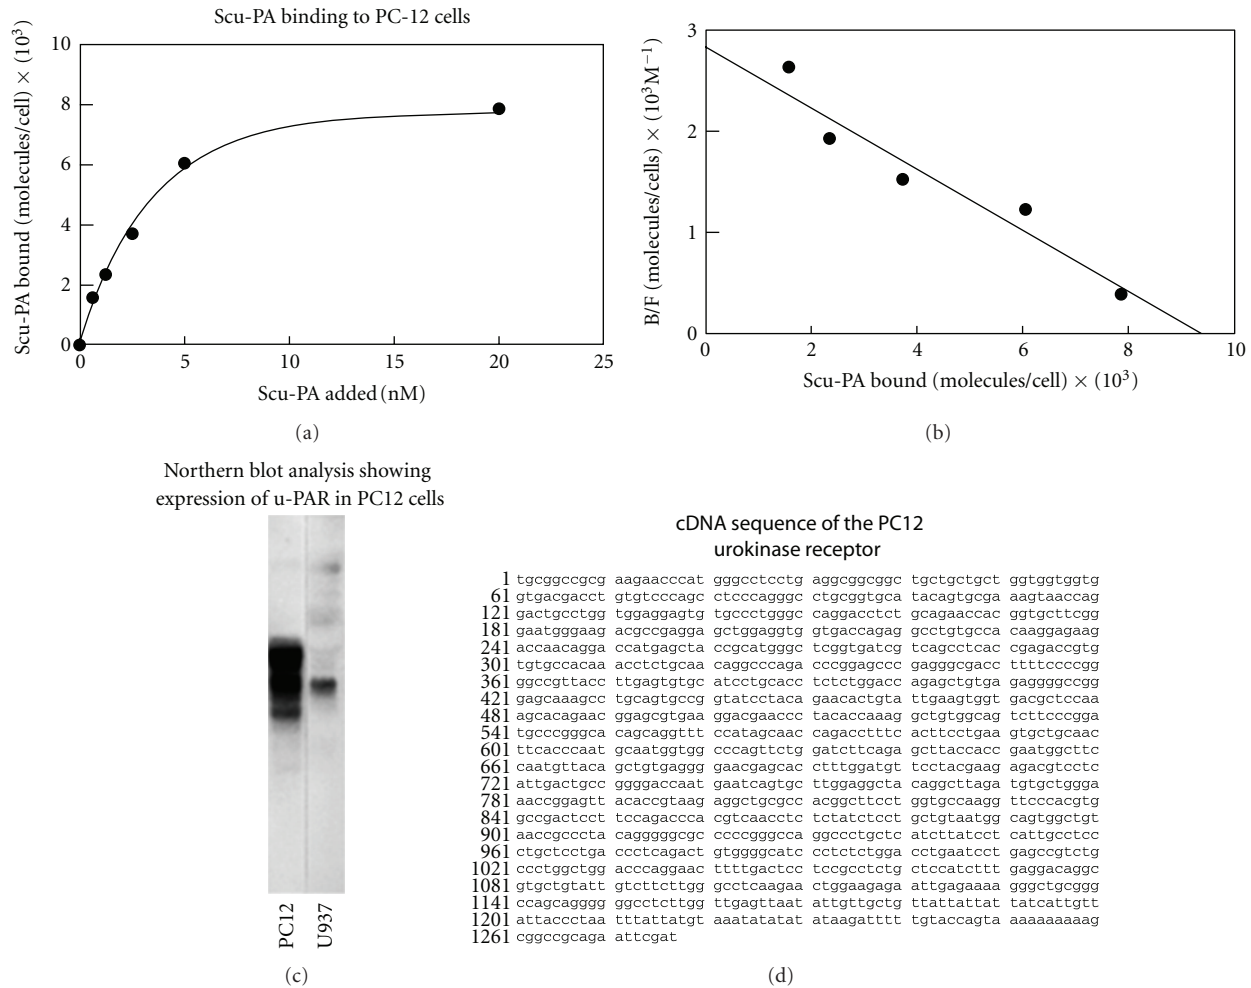 Scu-PA binding to PC-12 cells
Scu-PA bound (molecules/cell) × (10³)
10
8
6
4
2
0
0 5 10 15 20 25
Scu-PA added (nM)
(a)
B/F (molecules/cells) × (10³M⁻¹)
3
2
1
0
0 2 4 6 8 10
Scu-PA bound (molecules/cell) × (10³)
(b)
Northern blot analysis showing
expression of u-PAR in PC12 cells
PC12
U937
(c)
cDNA sequence of the PC12
urokinase receptor
1 tgcggccgcg aagaacccat gggcctcctg aggcggcggc tgctgctgct ggtggtggtg
61 gtgacgacct gtgtcccagc ctcccagggc ctgcggtgca tacagtgcga aagtaaccag
121 gactgcctgg tggaggagtg tgccctgggc caggacctct gcagaaccac ggtgcttcgg
181 gaatgggaag acgccgagga gctggaggtg gtgaccagag gcctgtgcca caaggagaag
241 accaacagga ccatgagcta ccgcatgggc tcggtgatcg tcagcctcac cgagaccgtg
301 tgtgccacaa acctctgcaa caggcccaga cccggagccc gagggcgacc ttttccccgg
361 ggccgttacc ttgagtgtgc atcctgcacc tctctggacc agagctgtga gaggggccgg
421 gagcaaagcc tgcagtgccg gtatcctaca gaacactgta ttgaagtggt gacgctccaa
481 agcacagaac ggagcgtgaa ggacgaaccc tacaccaaag gctgtggcag tcttcccgga
541 tgcccgggca cagcaggttt ccatagcaac cagacctttc acttcctgaa gtgctgcaac
601 ttcacccaat gcaatggtgg cccagttctg gatcttcaga gcttaccacc gaatggcttc
661 caatgttaca gctgtgaggg gaacgagcac ctttggatgt tcctacgaag agacgtcctc
721 attgactgcc ggggaccaat gaatcagtgc ttggaggcta caggcttaga tgtgctggga
781 aaccggagtt acaccgtaag aggctgcgcc acggcttcct ggtgccaagg ttcccacgtg
841 gccgactcct tccagaccca cgtcaacctc tctatctcct gctgtaatgg cagtggctgt
901 aaccgcccta cagggggcgc ccccgggcca ggccctgctc atcttatcct cattgcctcc
961 ctgctcctga ccctcagact gtggggcatc cctctctgga cctgaatcct gagccgtctg
1021 ccctggctgg acccaggaac ttttgactcc tccgcctctg ctccatcttt gaggacaggc
1081 gtgctgtatt gtcttcttgg gcctcaagaa ctggaagaga attgagaaaa gggctgcggg
1141 ccagcagggg ggcctcttgg ttgagttaat attgttgctg ttattattat tatcattgtt
1201 attaccctaa tttattatgt aaatatatat ataagatttt tgtaccagta aaaaaaaaag
1261 cggccgcaga attcgat
(d)